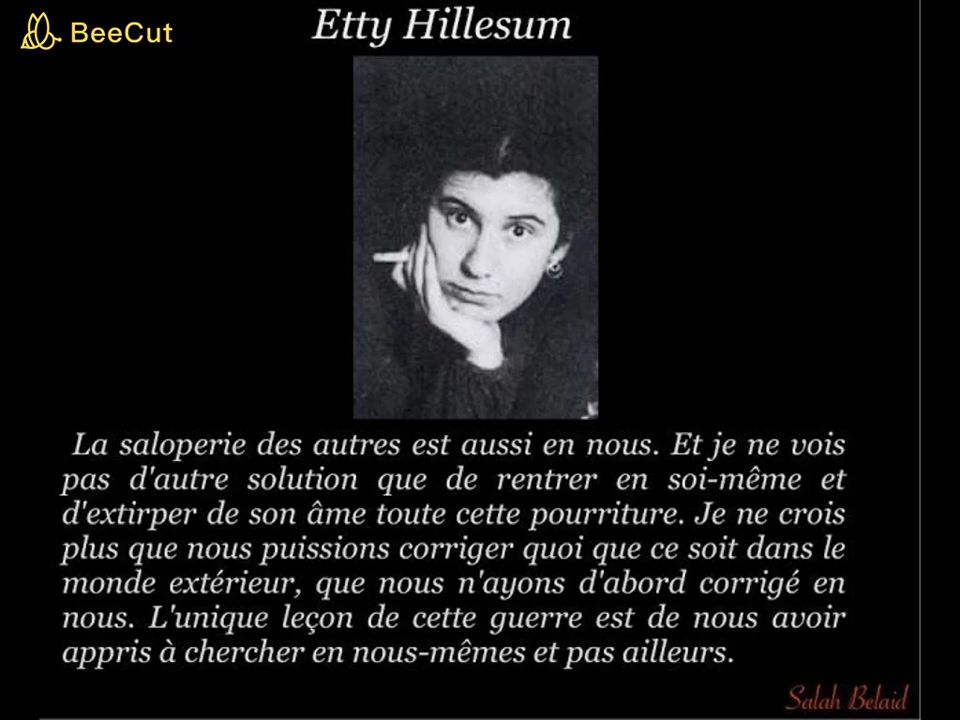 BeeCut
Etty Hillesum
La saloperie des autres est aussi en nous. Et je ne vois
pas d'autre solution que de rentrer en soi-même et
d'extirper de son âme toute cette pourriture. Je ne crois
plus que nous puissions corriger quoi que ce soit dans le
monde extérieur, que nous n'ayons d'abord corrigé en
nous. L'unique leçon de cette guerre est de nous avoir
appris à chercher en nous-mêmes et pas ailleurs.
Salah Belaid